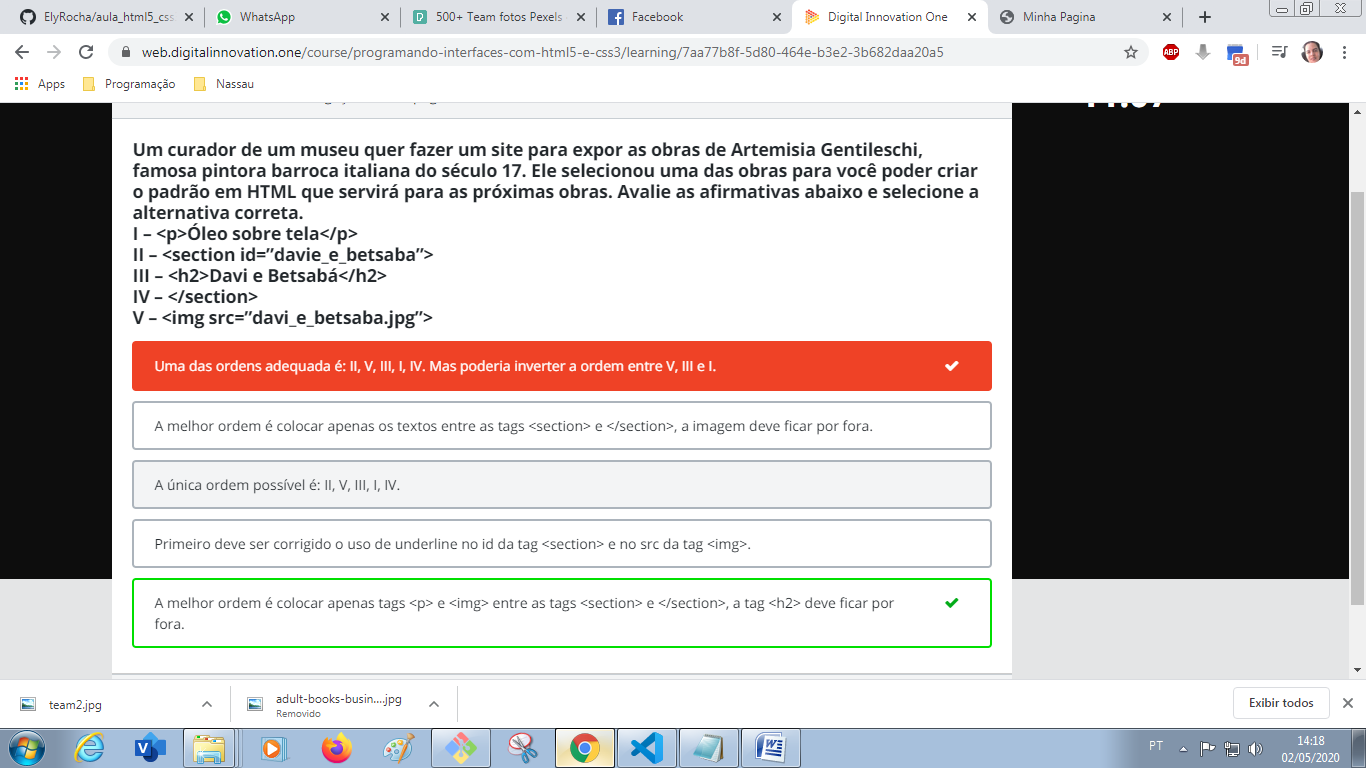 ElyRocha/aula_html5_css
WhatsApp
500+ Team fotos Pexels
Facebook
Digital Innovation One
Minha Pagina
web.digitalinnovation.one/course/programando-interfaces-com-html5-e-css3/learning/7aa77b8f-5d80-464e-b3e2-3b682daa20a5
ABP
9d
Apps
Programação
Nassau
Um curador de um museu quer fazer um site para expor as obras de Artemisia Gentileschi,
famosa pintora barroca italiana do século 17. Ele selecionou uma das obras para você poder criar
o padrão em HTML que servirá para as próximas obras. Avalie as afirmativas abaixo e selecione a
alternativa correta.
I – <p>Óleo sobre tela</p>
II – <section id=”davie_e_betsaba”>
III – <h2>Davi e Betsabá</h2>
IV – </section>
V – <img src=”davi_e_betsaba.jpg”>
Uma das ordens adequada é: II, V, III, I, IV. Mas poderia inverter a ordem entre V, III e I.
A melhor ordem é colocar apenas os textos entre as tags <section> e </section>, a imagem deve ficar por fora.
A única ordem possível é: II, V, III, I, IV.
Primeiro deve ser corrigido o uso de underline no id da tag <section> e no src da tag <img>.
A melhor ordem é colocar apenas tags <p> e <img> entre as tags <section> e </section>, a tag <h2> deve ficar por
fora.
team2.jpg
adult-books-busin....jpg
Removido
Exibir todos
PT
14:18
02/05/2020